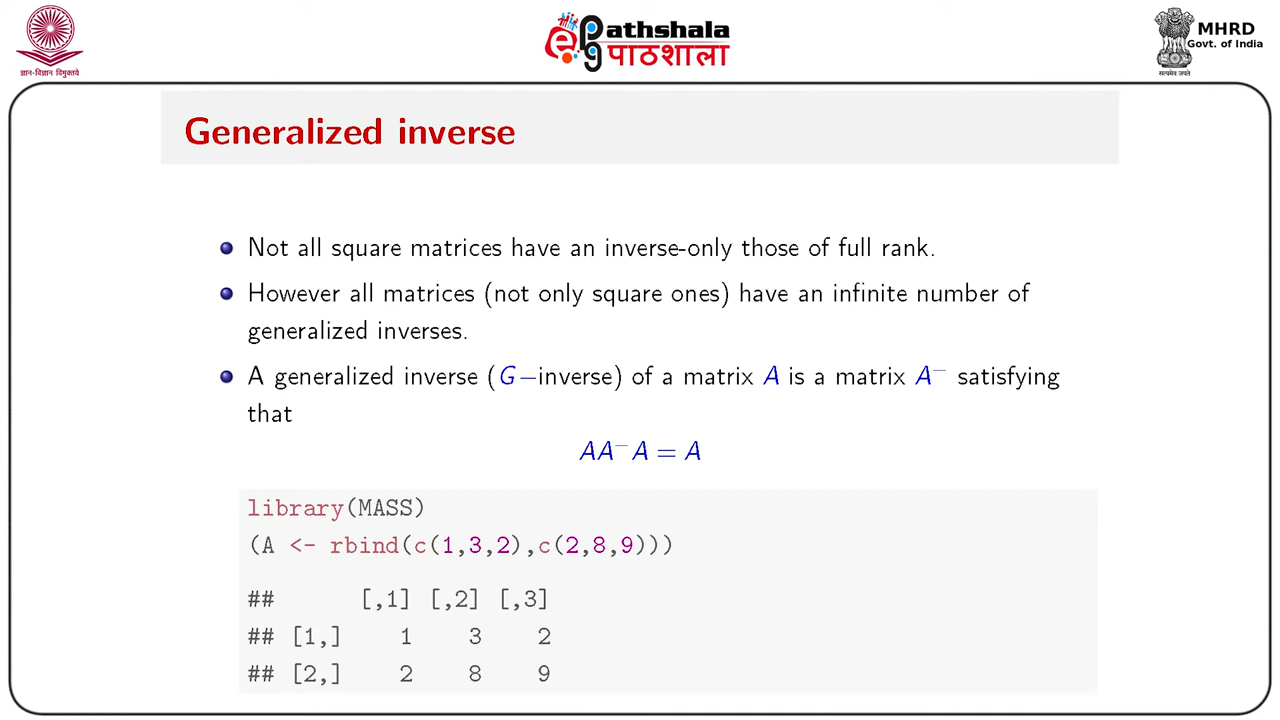 ज्ञान-विज्ञान विमुक्तये
e Pathshala
पाठशाला
MHRD
Govt. of India
सत्यमेव जयते
Generalized inverse
Not all square matrices have an inverse-only those of full rank.
However all matrices (not only square ones) have an infinite number of
generalized inverses.
A generalized inverse (G−inverse) of a matrix A is a matrix A⁻ satisfying
that
AA⁻A = A
library(MASS)
(A <- rbind(c(1,3,2),c(2,8,9)))
## [,1] [,2] [,3]
## [1,] 1 3 2
## [2,] 2 8 9